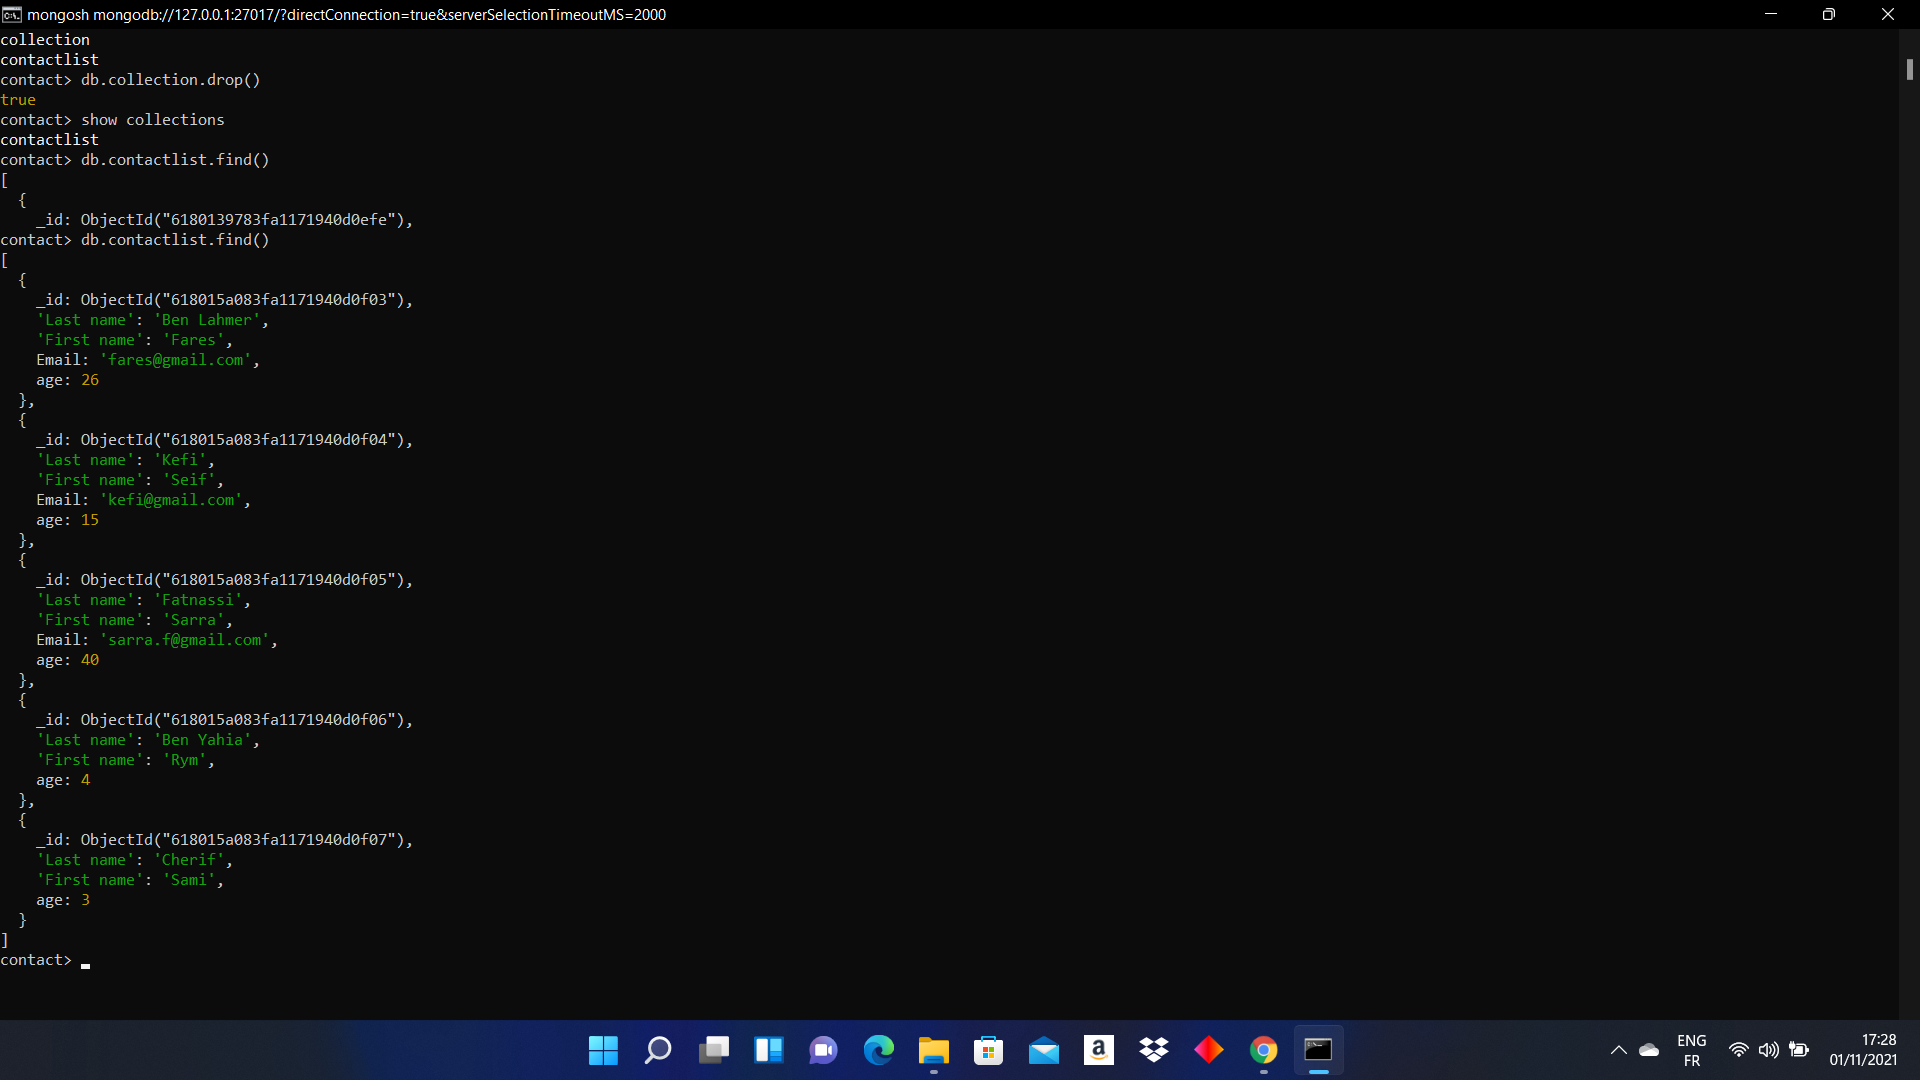 mongosh mongodb://127.0.0.1:27017/?directConnection=true&serverSelectionTimeoutMS=2000
collection
contactlist
contact> db.collection.drop()
true
contact> show collections
contactlist
contact> db.contactlist.find()
[
  {
    _id: ObjectId("6180139783fa1171940d0efe"),
contact> db.contactlist.find()
[
  {
    _id: ObjectId("618015a083fa1171940d0f03"),
    'Last name': 'Ben Lahmer',
    'First name': 'Fares',
    Email: 'fares@gmail.com',
    age: 26
  },
  {
    _id: ObjectId("618015a083fa1171940d0f04"),
    'Last name': 'Kefi',
    'First name': 'Seif',
    Email: 'kefi@gmail.com',
    age: 15
  },
  {
    _id: ObjectId("618015a083fa1171940d0f05"),
    'Last name': 'Fatnassi',
    'First name': 'Sarra',
    Email: 'sarra.f@gmail.com',
    age: 40
  },
  {
    _id: ObjectId("618015a083fa1171940d0f06"),
    'Last name': 'Ben Yahia',
    'First name': 'Rym',
    age: 4
  },
  {
    _id: ObjectId("618015a083fa1171940d0f07"),
    'Last name': 'Cherif',
    'First name': 'Sami',
    age: 3
  }
]
contact>
a
ENG
FR
17:28
01/11/2021